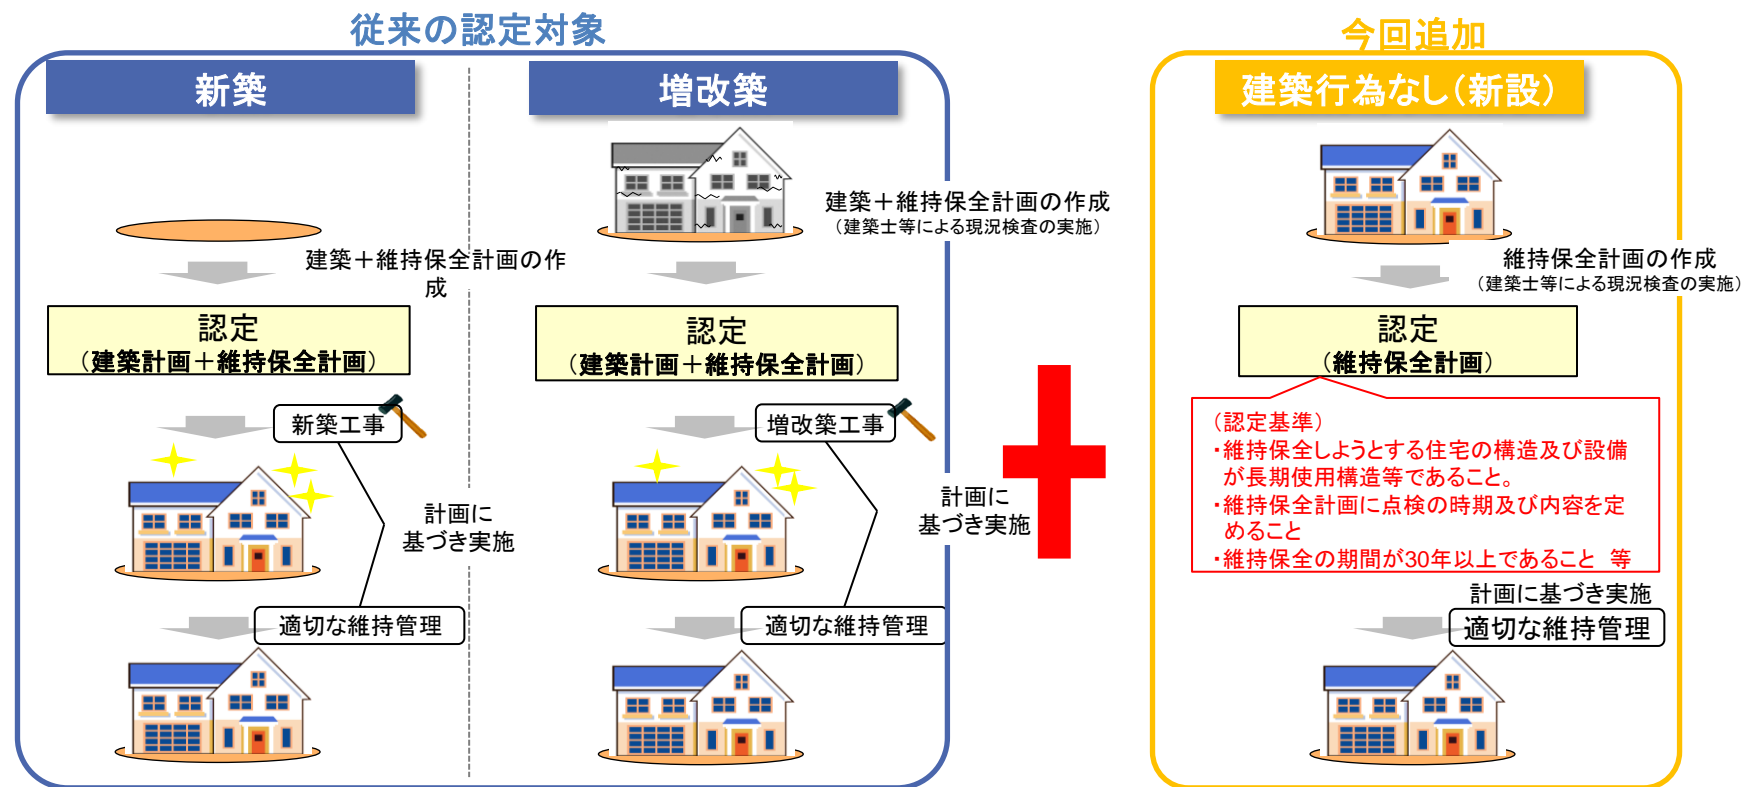 従来の認定対象
新築
建築＋維持保全計画の作
成
認定
（建築計画＋維持保全計画）
新築工事
計画に
基づき実施
適切な維持管理
増改築
建築＋維持保全計画の作成
（建築士等による現況検査の実施）
認定
（建築計画＋維持保全計画）
増改築工事
計画に
基づき実施
適切な維持管理
今回追加
建築行為なし（新設）
維持保全計画の作成
（建築士等による現況検査の実施）
認定
（維持保全計画）
（認定基準）
・維持保全しようとする住宅の構造及び設備
が長期使用構造等であること。
・維持保全計画に点検の時期及び内容を定
めること
・維持保全の期間が30年以上であること 等
計画に基づき実施
適切な維持管理